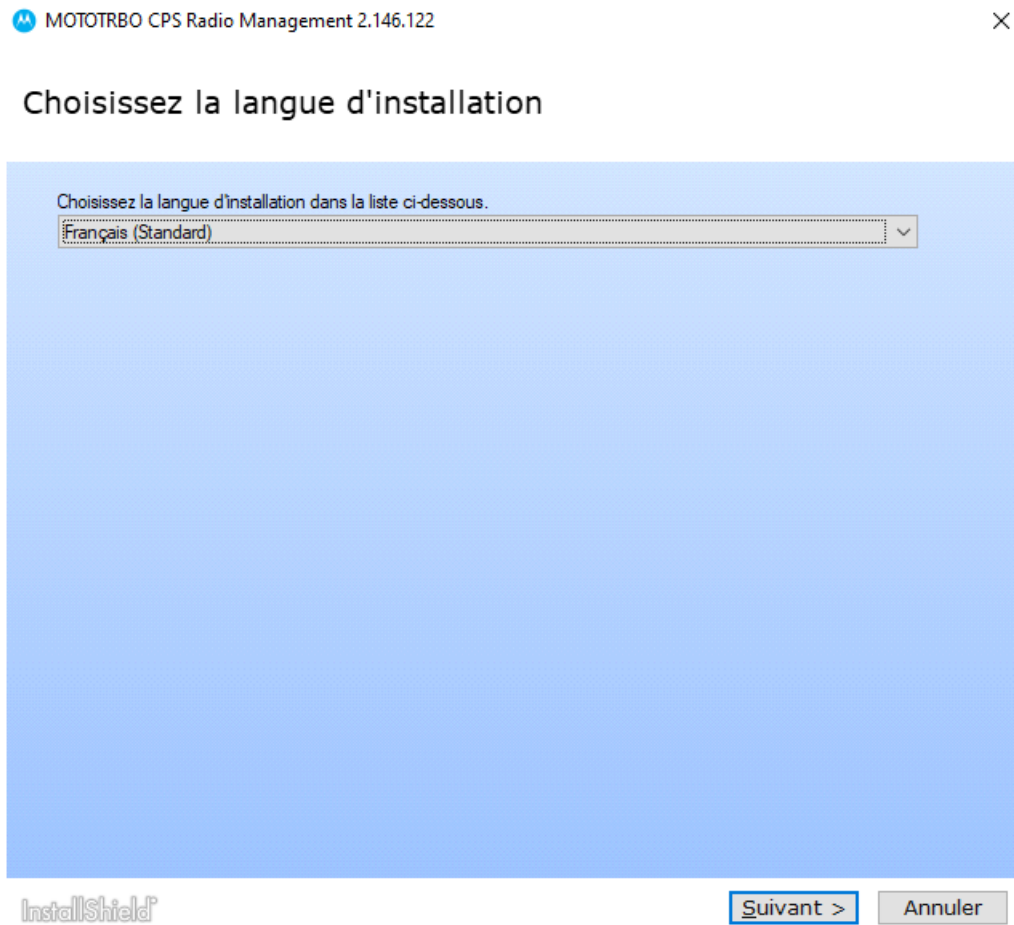 MOTOTRBO CPS Radio Management 2.146.122
Choisissez la langue d'installation
Choisissez la langue d'installation dans la liste ci-dessous.
Français (Standard)
InstallShield
Suivant > Annuler